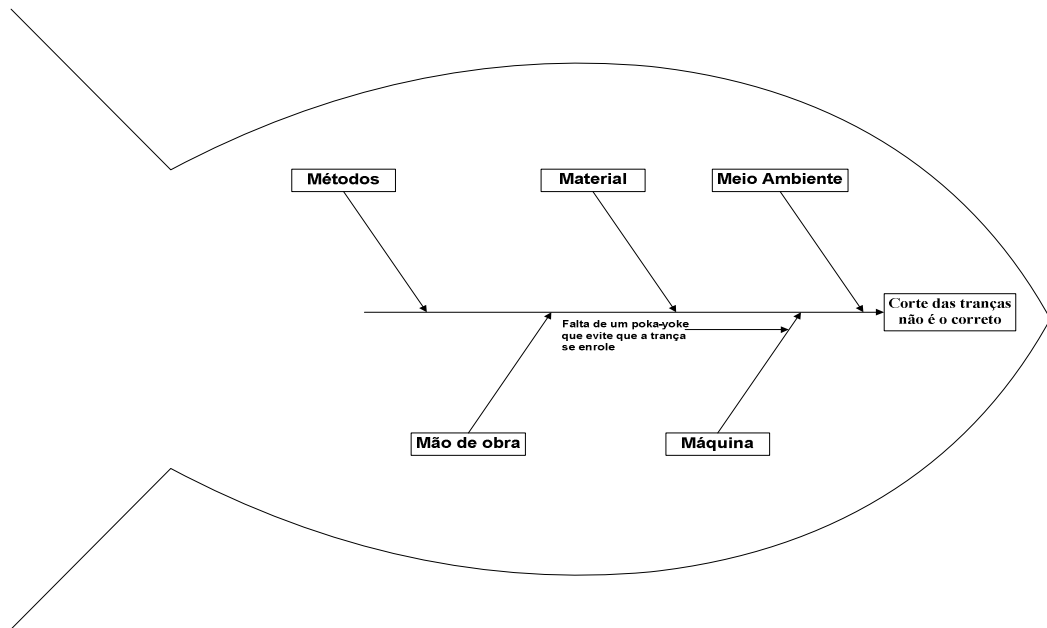 Métodos
Material
Meio Ambiente
Corte das tranças
não é o correto
Falta de um poka-yoke
que evite que a trança
se enrole
Mão de obra
Máquina